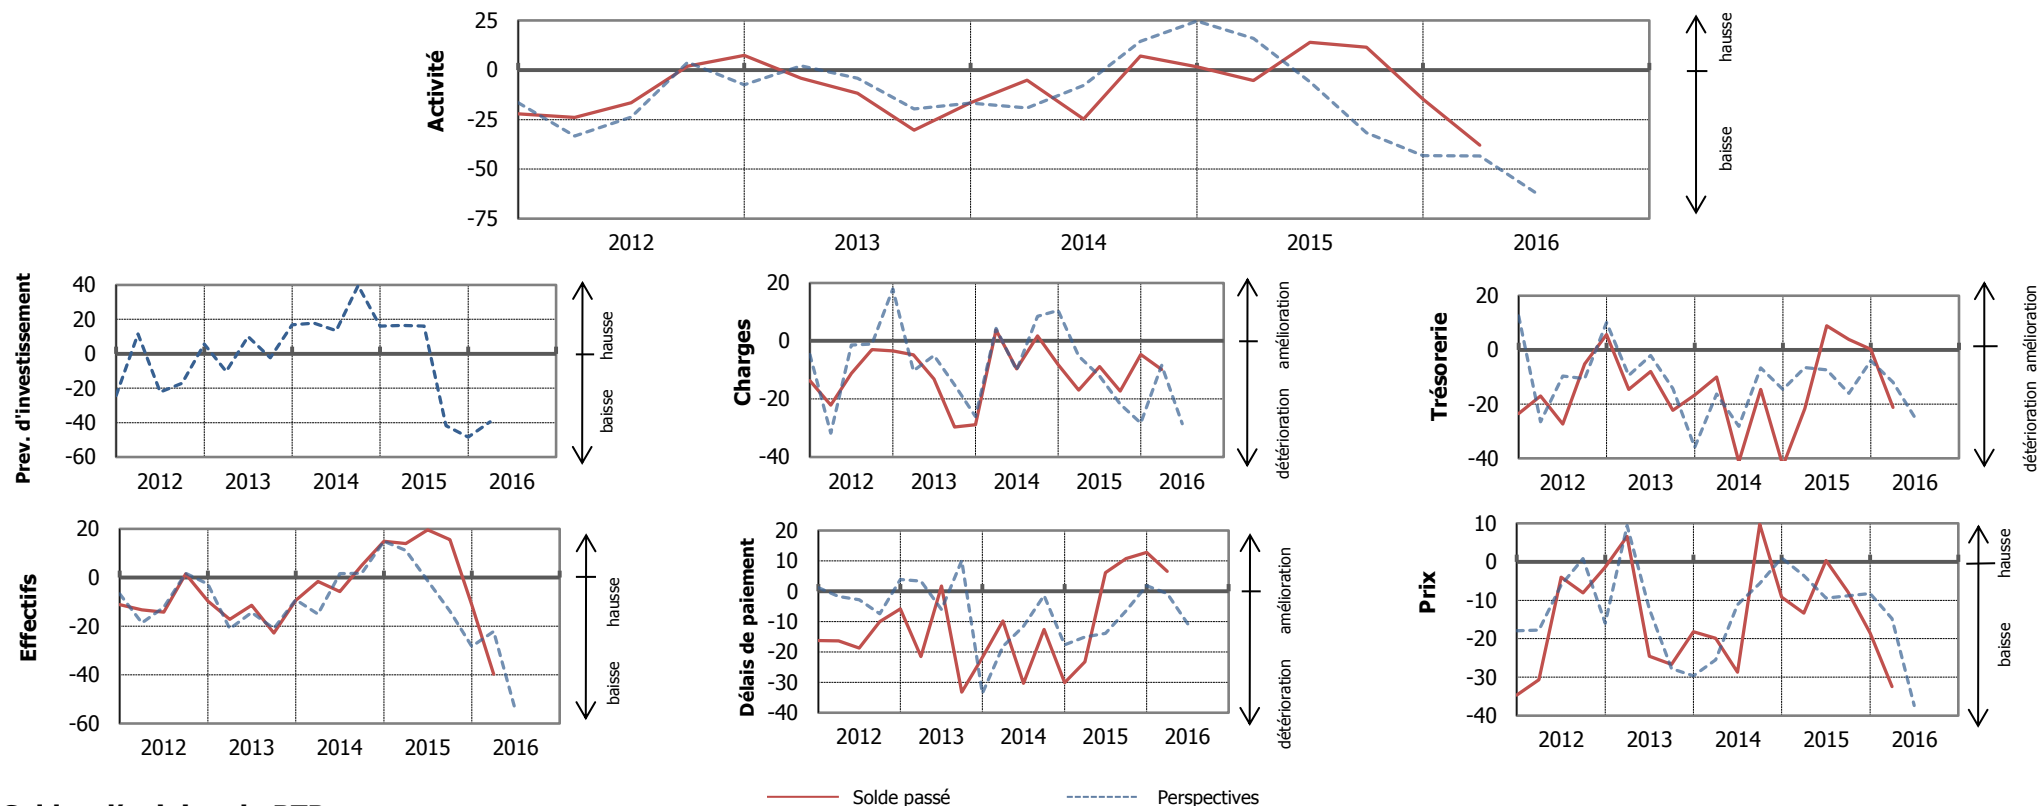 Activité
25
0
-25
-50
-75
2012 2013 2014 2015 2016
hausse
baisse
Prev. d'investissement
40
20
0
-20
-40
-60
2012 2013 2014 2015 2016
hausse
baisse
Charges
20
0
-20
-40
2012 2013 2014 2015 2016
amélioration
détérioration
Trésorerie
20
0
-20
-40
2012 2013 2014 2015 2016
amélioration
détérioration
Effectifs
20
0
-20
-40
-60
2012 2013 2014 2015 2016
hausse
baisse
Délais de paiement
20
10
0
-10
-20
-30
-40
2012 2013 2014 2015 2016
amélioration
détérioration
Prix
10
0
-10
-20
-30
-40
2012 2013 2014 2015 2016
hausse
baisse
Solde passé
Perspectives